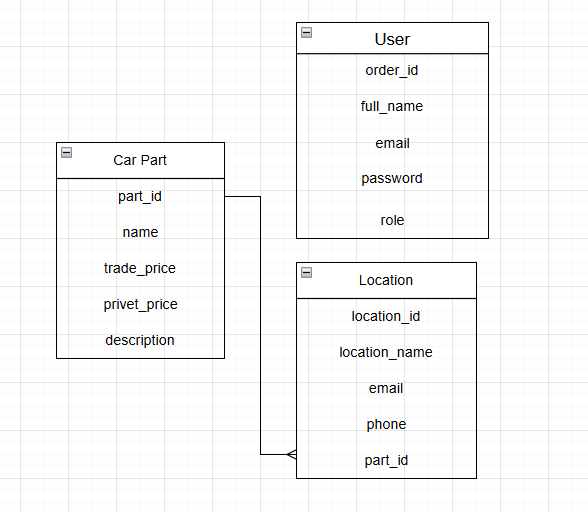 User
order_id
full_name
email
password
role
Car Part
part_id
name
trade_price
privet_price
description
Location
location_id
location_name
email
phone
part_id